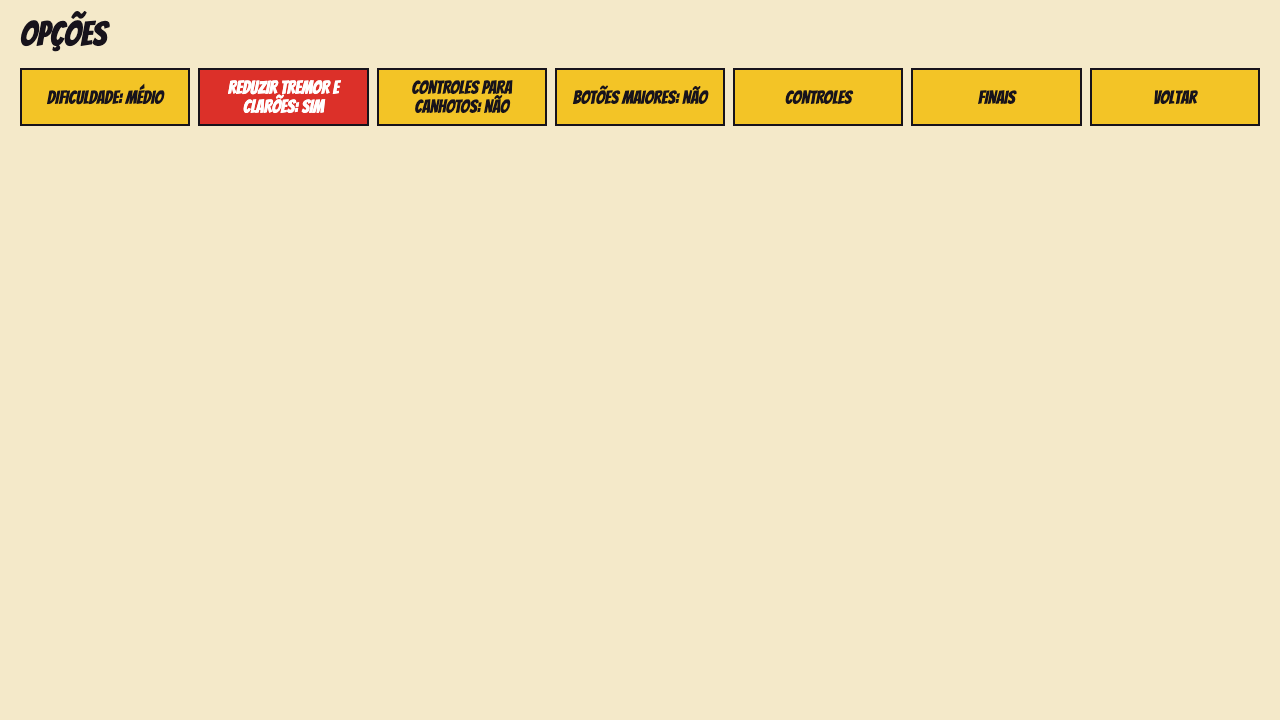 OPÇÕES
DIFICULDADE: MÉDIO
REDUZIR TREMOR E
CLARÕES: SIM
CONTROLES PARA
CANHOTOS: NÃO
BOTÕES MAIORES: NÃO
CONTROLES
FINAIS
VOLTAR